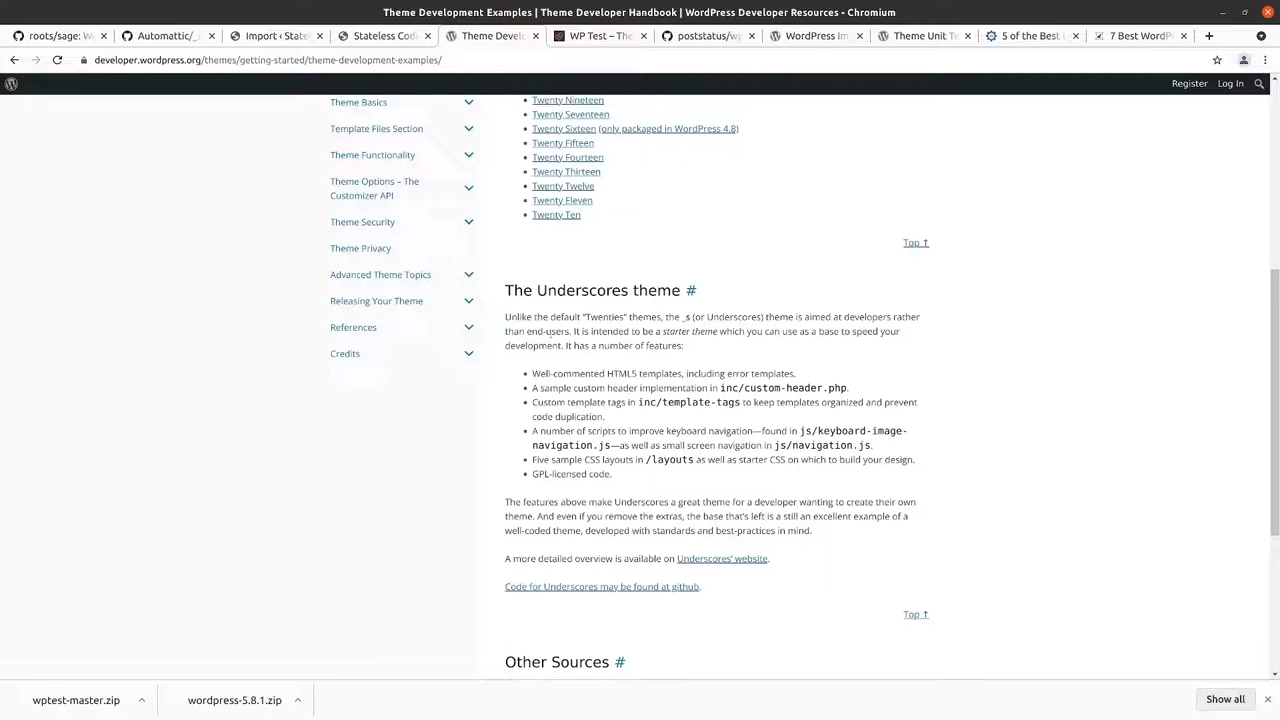 Theme Development Examples | Theme Developer Handbook | WordPress Developer Resources - Chromium
roots/sage: W
Automattic/_s
Import ‹ Statel
Stateless Cod
Theme Develo
WP Test – The
poststatus/wp
WordPress Im
Theme Unit T
5 of the Best
7 Best WordP
developer.wordpress.org/themes/getting-started/theme-development-examples/
Register Log In
Theme Basics
Template Files Section
Theme Functionality
Theme Options – The
Customizer API
Theme Security
Theme Privacy
Advanced Theme Topics
Releasing Your Theme
References
Credits
• Twenty Nineteen
• Twenty Seventeen
• Twenty Sixteen (only packaged in WordPress 4.8)
• Twenty Fifteen
• Twenty Fourteen
• Twenty Thirteen
• Twenty Twelve
• Twenty Eleven
• Twenty Ten
Top ↑
The Underscores theme #
Unlike the default “Twenties” themes, the _s (or Underscores) theme is aimed at developers rather
than end-users. It is intended to be a starter theme which you can use as a base to speed your
development. It has a number of features:
• Well-commented HTML5 templates, including error templates.
• A sample custom header implementation in inc/custom-header.php.
• Custom template tags in inc/template-tags to keep templates organized and prevent
code duplication.
• A number of scripts to improve keyboard navigation—found in js/keyboard-image-
navigation.js—as well as small screen navigation in js/navigation.js.
• Five sample CSS layouts in /layouts as well as starter CSS on which to build your design.
• GPL-licensed code.
The features above make Underscores a great theme for a developer wanting to create their own
theme. And even if you remove the extras, the base that’s left is a still an excellent example of a
well-coded theme, developed with standards and best-practices in mind.
A more detailed overview is available on Underscores’ website.
Code for Underscores may be found at github.
Top ↑
Other Sources #
wptest-master.zip
wordpress-5.8.1.zip
Show all